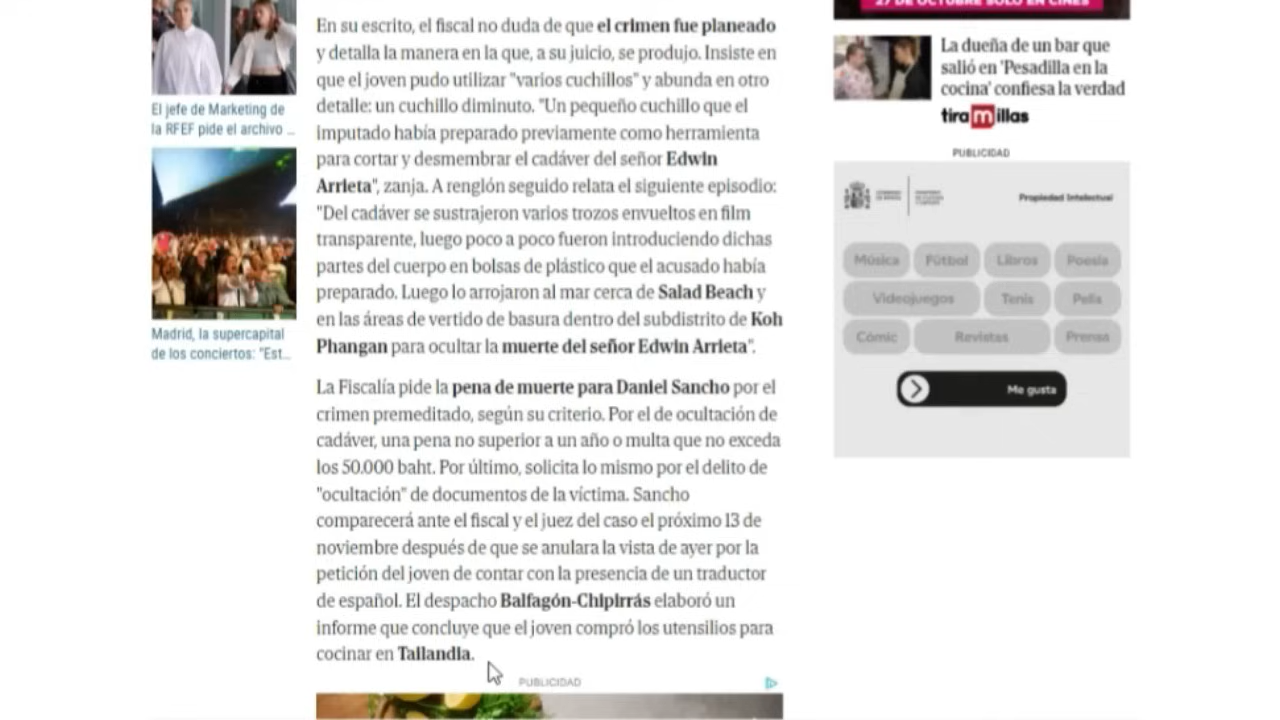 El jefe de Marketing de
la RFEF pide el archivo ...
Madrid, la supercapital
de los conciertos: "Est...
En su escrito, el fiscal no duda de que el crimen fue planeado
y detalla la manera en la que, a su juicio, se produjo. Insiste en
que el joven pudo utilizar "varios cuchillos" y abunda en otro
detalle: un cuchillo diminuto. "Un pequeño cuchillo que el
imputado había preparado previamente como herramienta
para cortar y desmembrar el cadáver del señor Edwin
Arrieta", zanja. A renglón seguido relata el siguiente episodio:
"Del cadáver se sustrajeron varios trozos envueltos en film
transparente, luego poco a poco fueron introduciendo dichas
partes del cuerpo en bolsas de plástico que el acusado había
preparado. Luego lo arrojaron al mar cerca de Salad Beach y
en las áreas de vertido de basura dentro del subdistrito de Koh
Phangan para ocultar la muerte del señor Edwin Arrieta".
La Fiscalía pide la pena de muerte para Daniel Sancho por el
crimen premeditado, según su criterio. Por el de ocultación de
cadáver, una pena no superior a un año o multa que no exceda
los 50.000 baht. Por último, solicita lo mismo por el delito de
"ocultación" de documentos de la víctima. Sancho
comparecerá ante el fiscal y el juez del caso el próximo 13 de
noviembre después de que se anulara la vista de ayer por la
petición del joven de contar con la presencia de un traductor
de español. El despacho Balfagón-Chipirrás elaboró un
informe que concluye que el joven compró los utensilios para
cocinar en Tailandia.
PUBLICIDAD
27 DE OCTUBRE SOLO EN CINES
La dueña de un bar que
salió en 'Pesadilla en la
cocina' confiesa la verdad
tiramillas
PUBLICIDAD
Propiedad Intelectual
Música Fútbol Libros Poesía
Videojuegos Tenis Pelis
Cómic Revistas Prensa
Me gusta